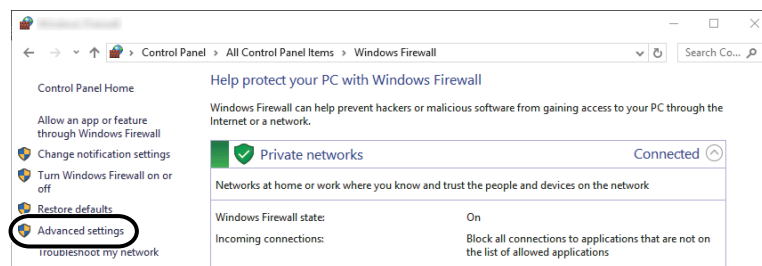 Control Panel > All Control Panel Items > Windows Firewall
Search Co...
Control Panel Home
Allow an app or feature
through Windows Firewall
Change notification settings
Turn Windows Firewall on or
off
Restore defaults
Advanced settings
Troubleshoot my network
Help protect your PC with Windows Firewall
Windows Firewall can help prevent hackers or malicious software from gaining access to your PC through the
Internet or a network.
Private networks
Connected
Networks at home or work where you know and trust the people and devices on the network
Windows Firewall state:
On
Incoming connections:
Block all connections to applications that are not on
the list of allowed applications